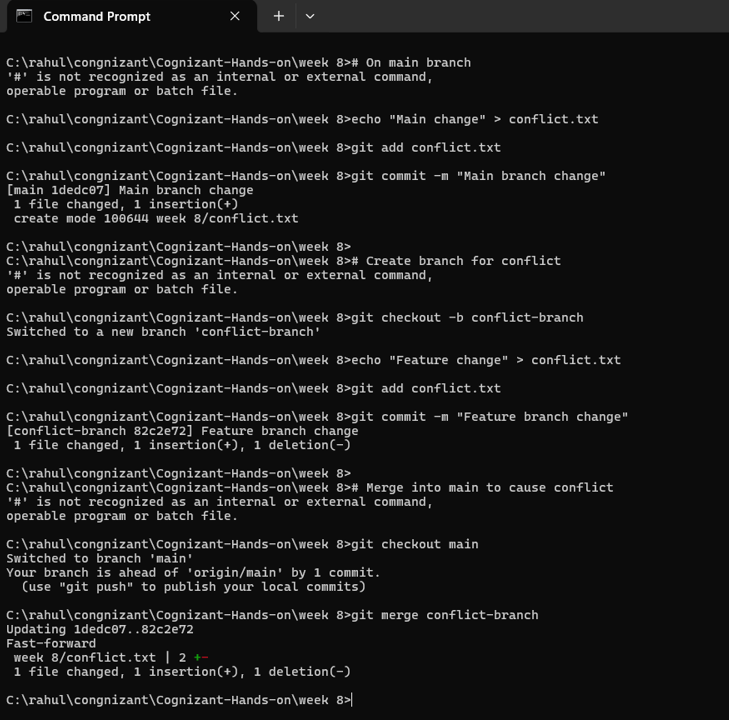 Command Prompt
C:\rahul\congnizant\Cognizant-Hands-on\week 8># On main branch
'#' is not recognized as an internal or external command,
operable program or batch file.
C:\rahul\congnizant\Cognizant-Hands-on\week 8>echo "Main change" > conflict.txt
C:\rahul\congnizant\Cognizant-Hands-on\week 8>git add conflict.txt
C:\rahul\congnizant\Cognizant-Hands-on\week 8>git commit -m "Main branch change"
[main 1dedc07] Main branch change
 1 file changed, 1 insertion(+)
 create mode 100644 week 8/conflict.txt
C:\rahul\congnizant\Cognizant-Hands-on\week 8>
C:\rahul\congnizant\Cognizant-Hands-on\week 8># Create branch for conflict
'#' is not recognized as an internal or external command,
operable program or batch file.
C:\rahul\congnizant\Cognizant-Hands-on\week 8>git checkout -b conflict-branch
Switched to a new branch 'conflict-branch'
C:\rahul\congnizant\Cognizant-Hands-on\week 8>echo "Feature change" > conflict.txt
C:\rahul\congnizant\Cognizant-Hands-on\week 8>git add conflict.txt
C:\rahul\congnizant\Cognizant-Hands-on\week 8>git commit -m "Feature branch change"
[conflict-branch 82c2e72] Feature branch change
 1 file changed, 1 insertion(+), 1 deletion(-)
C:\rahul\congnizant\Cognizant-Hands-on\week 8>
C:\rahul\congnizant\Cognizant-Hands-on\week 8># Merge into main to cause conflict
'#' is not recognized as an internal or external command,
operable program or batch file.
C:\rahul\congnizant\Cognizant-Hands-on\week 8>git checkout main
Switched to branch 'main'
Your branch is ahead of 'origin/main' by 1 commit.
  (use "git push" to publish your local commits)
C:\rahul\congnizant\Cognizant-Hands-on\week 8>git merge conflict-branch
Updating 1dedc07..82c2e72
Fast-forward
 week 8/conflict.txt | 2 +-
 1 file changed, 1 insertion(+), 1 deletion(-)
C:\rahul\congnizant\Cognizant-Hands-on\week 8>